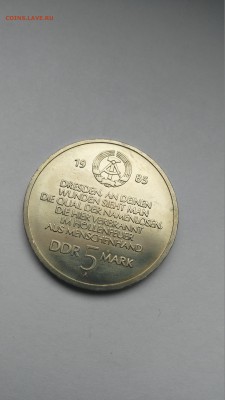 COINS.LAVE.RU
19 85
DRESDEN, AN DEINEN
WUNDEN SIEHT MAN
DIE QUAL DER NAMENLOSEN,
DIE HIER VERBRANNT
IM HÖLLENFEUER
AUS MENSCHENHAND
DDR 5 MARK
A